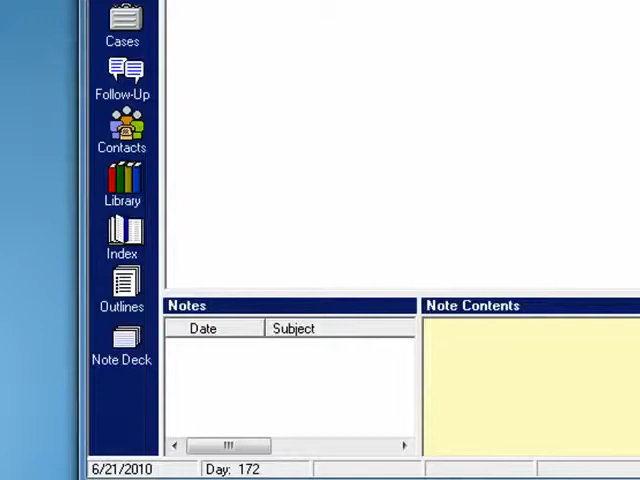 Cases
Follow-Up
Contacts
Library
Index
Outlines
Note Deck
Notes
Date Subject
Note Contents
6/21/2010 Day: 172